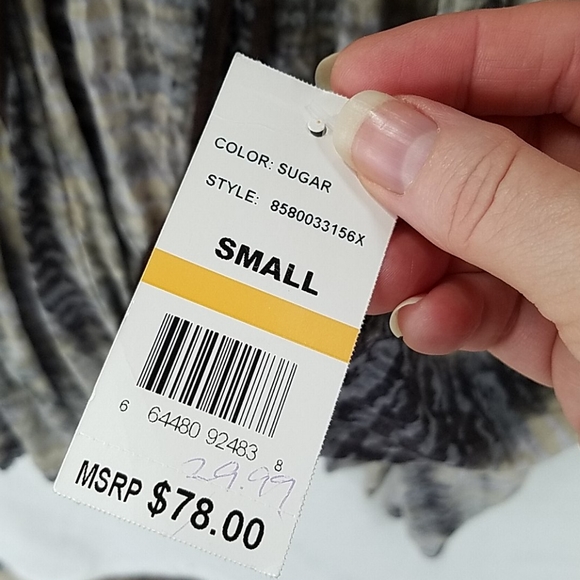 COLOR: SUGAR
STYLE: 8580033156X
SMALL
6 64480 92483 8
29.99
MSRP $78.00